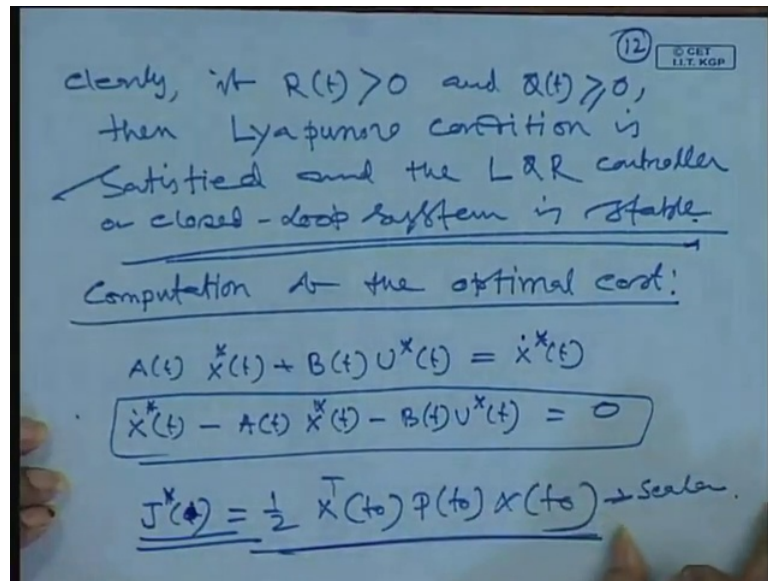 12
© CET
I.I.T. KGP
clearly, if R(t) > 0 and Q(t) ≥ 0,
then Lyapunov condition is
Satisfied and the LQR controller
or closed-loop system is stable.
Computation of the optimal cost:
A(t) x*(t) + B(t) U*(t) = ẋ*(t)
ẋ*(t) - A(t) x*(t) - B(t) U*(t) = 0
J*(t) = 1/2 x^T(t0) P(t0) x(t0) → Scalar.